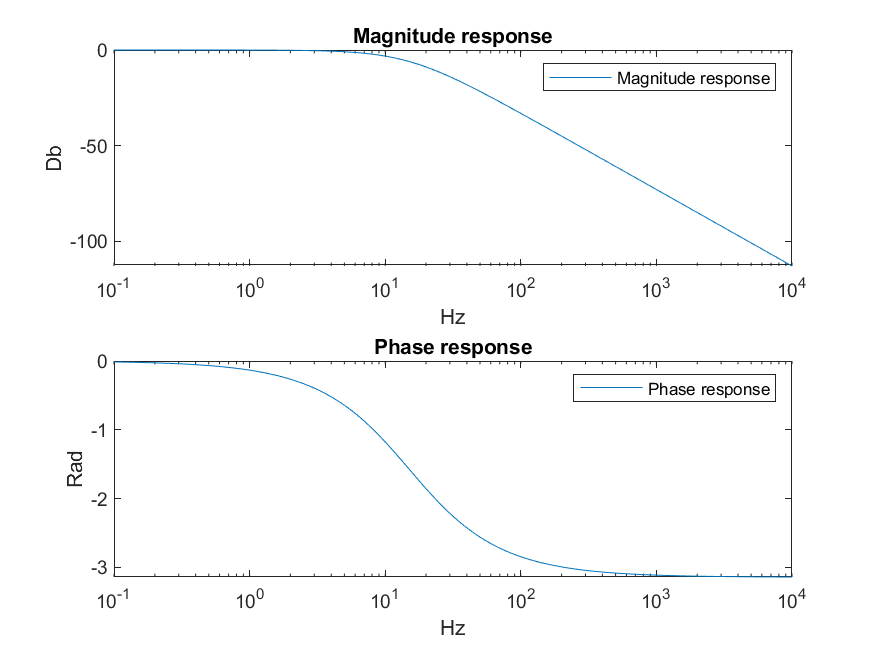 Magnitude response
0
-50
-100
Db
Magnitude response
10^-1 10^0 10^1 10^2 10^3 10^4
Hz
Phase response
0
-1
-2
-3
Rad
Phase response
10^-1 10^0 10^1 10^2 10^3 10^4
Hz